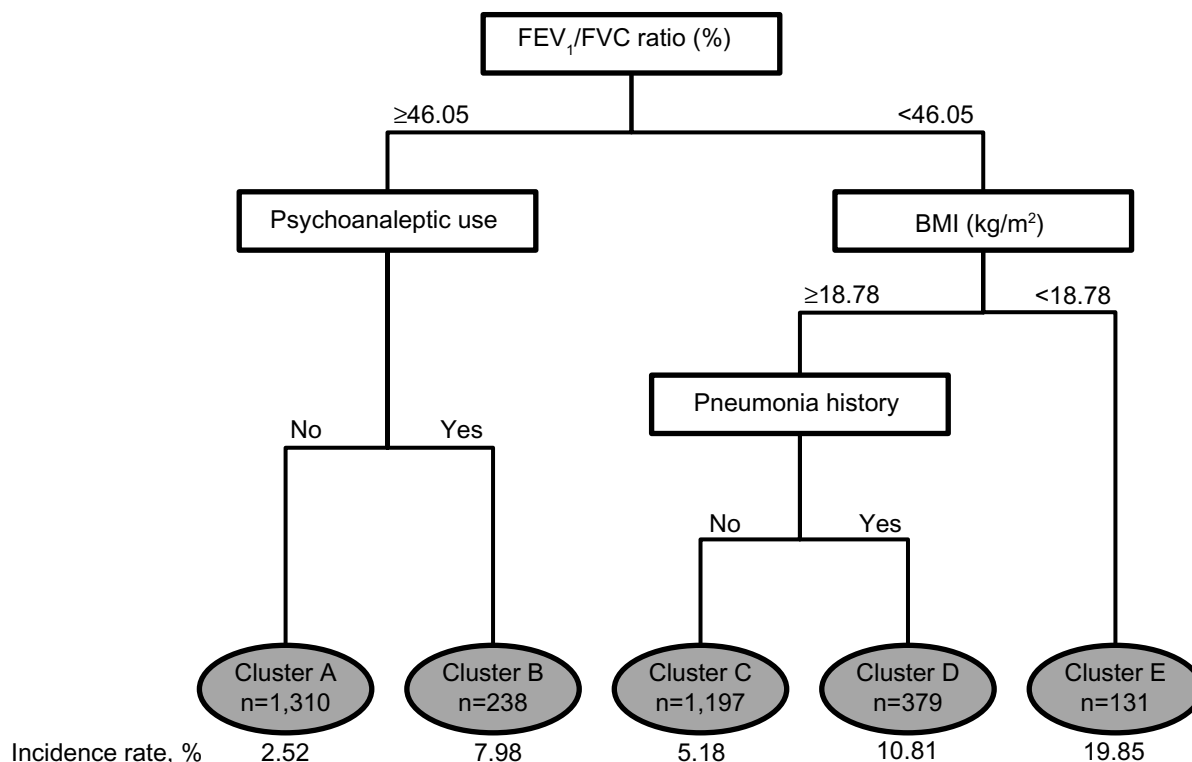 FEV₁/FVC ratio (%)
≥46.05
<46.05
Psychoanaleptic use
BMI (kg/m²)
≥18.78
<18.78
Pneumonia history
No
Yes
No
Yes
Cluster A
n=1,310
Cluster B
n=238
Cluster C
n=1,197
Cluster D
n=379
Cluster E
n=131
Incidence rate, % 2.52 7.98 5.18 10.81 19.85